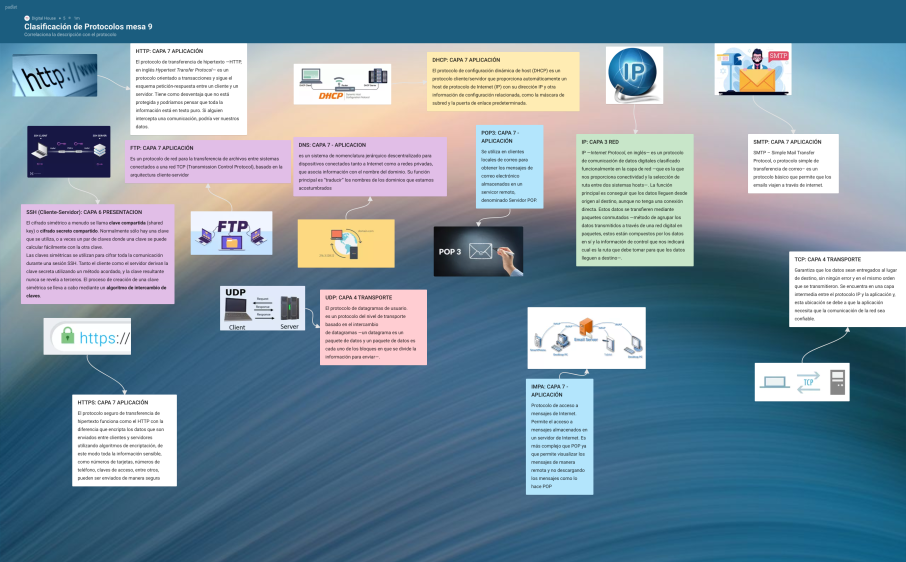 padlet
Digital House
Clasificación de Protocolos mesa 9
Correlaciona la descripción con el protocolo.
http://www
HTTP: CAPA 7 APLICACIÓN
El protocolo de transferencia de hipertexto —HTTP,
en inglés Hypertext Transfer Protocol— es un
protocolo orientado a transacciones y sigue el
esquema petición-respuesta entre un cliente y un
servidor. Tiene como desventaja que no está
protegida y podríamos pensar que toda la
información está en texto puro. Si alguien
intercepta una comunicación, podría ver nuestros
datos.
DHCP
DHCP: CAPA 7 APLICACIÓN
El protocolo de configuración dinámica de host (DHCP) es un
protocolo cliente/servidor que proporciona automáticamente un
host de protocolo de Internet (IP) con su dirección IP y otra
información de configuración relacionada, como la máscara de
subred y la puerta de enlace predeterminada.
IP
SMTP
FTP: CAPA 7 APLICACIÓN
Es un protocolo de red para la transferencia de archivos entre sistemas
conectados a una red TCP (Transmission Control Protocol), basado en la
arquitectura cliente-servidor
DNS: CAPA 7 - APLICACION
es un sistema de nomenclatura jerárquico descentralizado para
dispositivos conectados tanto a Internet como a redes privadas,
que asocia información con el nombre del dominio. Su función
principal es "traducir" los nombres de los dominios que estamos
acostumbrados
POP3: CAPA 7 -
APLICACIÓN
Se utiliza en clientes
locales de correo para
obtener los mensajes de
correo electrónico
almacenados en un
servicor remoto,
denominado Servidor POP.
IP: CAPA 3 RED
IP —Internet Protocol, en inglés— es un protocolo
de comunicación de datos digitales clasificado
funcionalmente en la capa de red —que es la que
nos proporciona conectividad y la selección de
ruta entre dos sistemas hosts—. La función
principal es conseguir que los datos lleguen desde
origen al destino, aunque no tenga una conexión
directa. Estos datos se transfieren mediante
paquetes conmutados —método de agrupar los
datos transmitidos a través de una red digital en
paquetes, estos están compuestos por los datos
en sí y la información de control que nos indicará
cuál es la ruta que debe tomar para que los datos
lleguen a destino—.
SMTP: CAPA 7 APLICACIÓN
SMTP — Simple Mail Transfer
Protocol, o protocolo simple de
transferencia de correo— es un
protocolo básico que permite que los
emails viajen a través de internet.
SSH (Cliente-Servidor): CAPA 6 PRESENTACION
El cifrado simétrico a menudo se llama clave compartida (shared
key) o cifrado secreto compartido. Normalmente sólo hay una clave
que se utiliza, o a veces un par de claves donde una clave se puede
calcular fácilmente con la otra clave.
Las claves simétricas se utilizan para cifrar toda la comunicación
durante una sesión SSH. Tanto el cliente como el servidor derivan la
clave secreta utilizando un método acordado, y la clave resultante
nunca se revela a terceros. El proceso de creación de una clave
simétrica se lleva a cabo mediante un algoritmo de intercambio de
claves.
FTP
POP 3
TCP: CAPA 4 TRANSPORTE
Garantiza que los datos sean entregados al lugar
de destino, sin ningún error y en el mismo orden
que se transmitieron. Se encuentra en una capa
intermedia entre el protocolo IP y la aplicación y,
esta ubicación se debe a que la aplicación
necesita que la comunicación de la red sea
confiable.
UDP
Request
Response
Response
Client
Server
UDP: CAPA 4 TRANSPORTE
El protocolo de datagramas de usuario
es un protocolo del nivel de transporte
basado en el intercambio
de datagramas —un datagrama es un
paquete de datos y un paquete de datos es
cada uno de los bloques en que se divide la
información para enviar—.
https://
Email Server
TCP
IMPA: CAPA 7 -
APLICACIÓN
Protocolo de acceso a
mensajes de Internet:
Permite el acceso a
mensajes almacenados en
un servidor de Internet. Es
más complejo que POP ya
que permite visualizar los
mensajes de manera
remota y no descargando
los mensajes como lo
hace POP
HTTPS: CAPA 7 APLICACIÓN
El protocolo seguro de transferencia de
hipertexto funciona como el HTTP con la
diferencia que encripta los datos que son
enviados entre clientes y servidores
utilizando algoritmos de encriptación, de
este modo toda la información sensible,
como números de tarjetas, números de
teléfono, claves de acceso, entre otros,
pueden ser enviados de manera segura